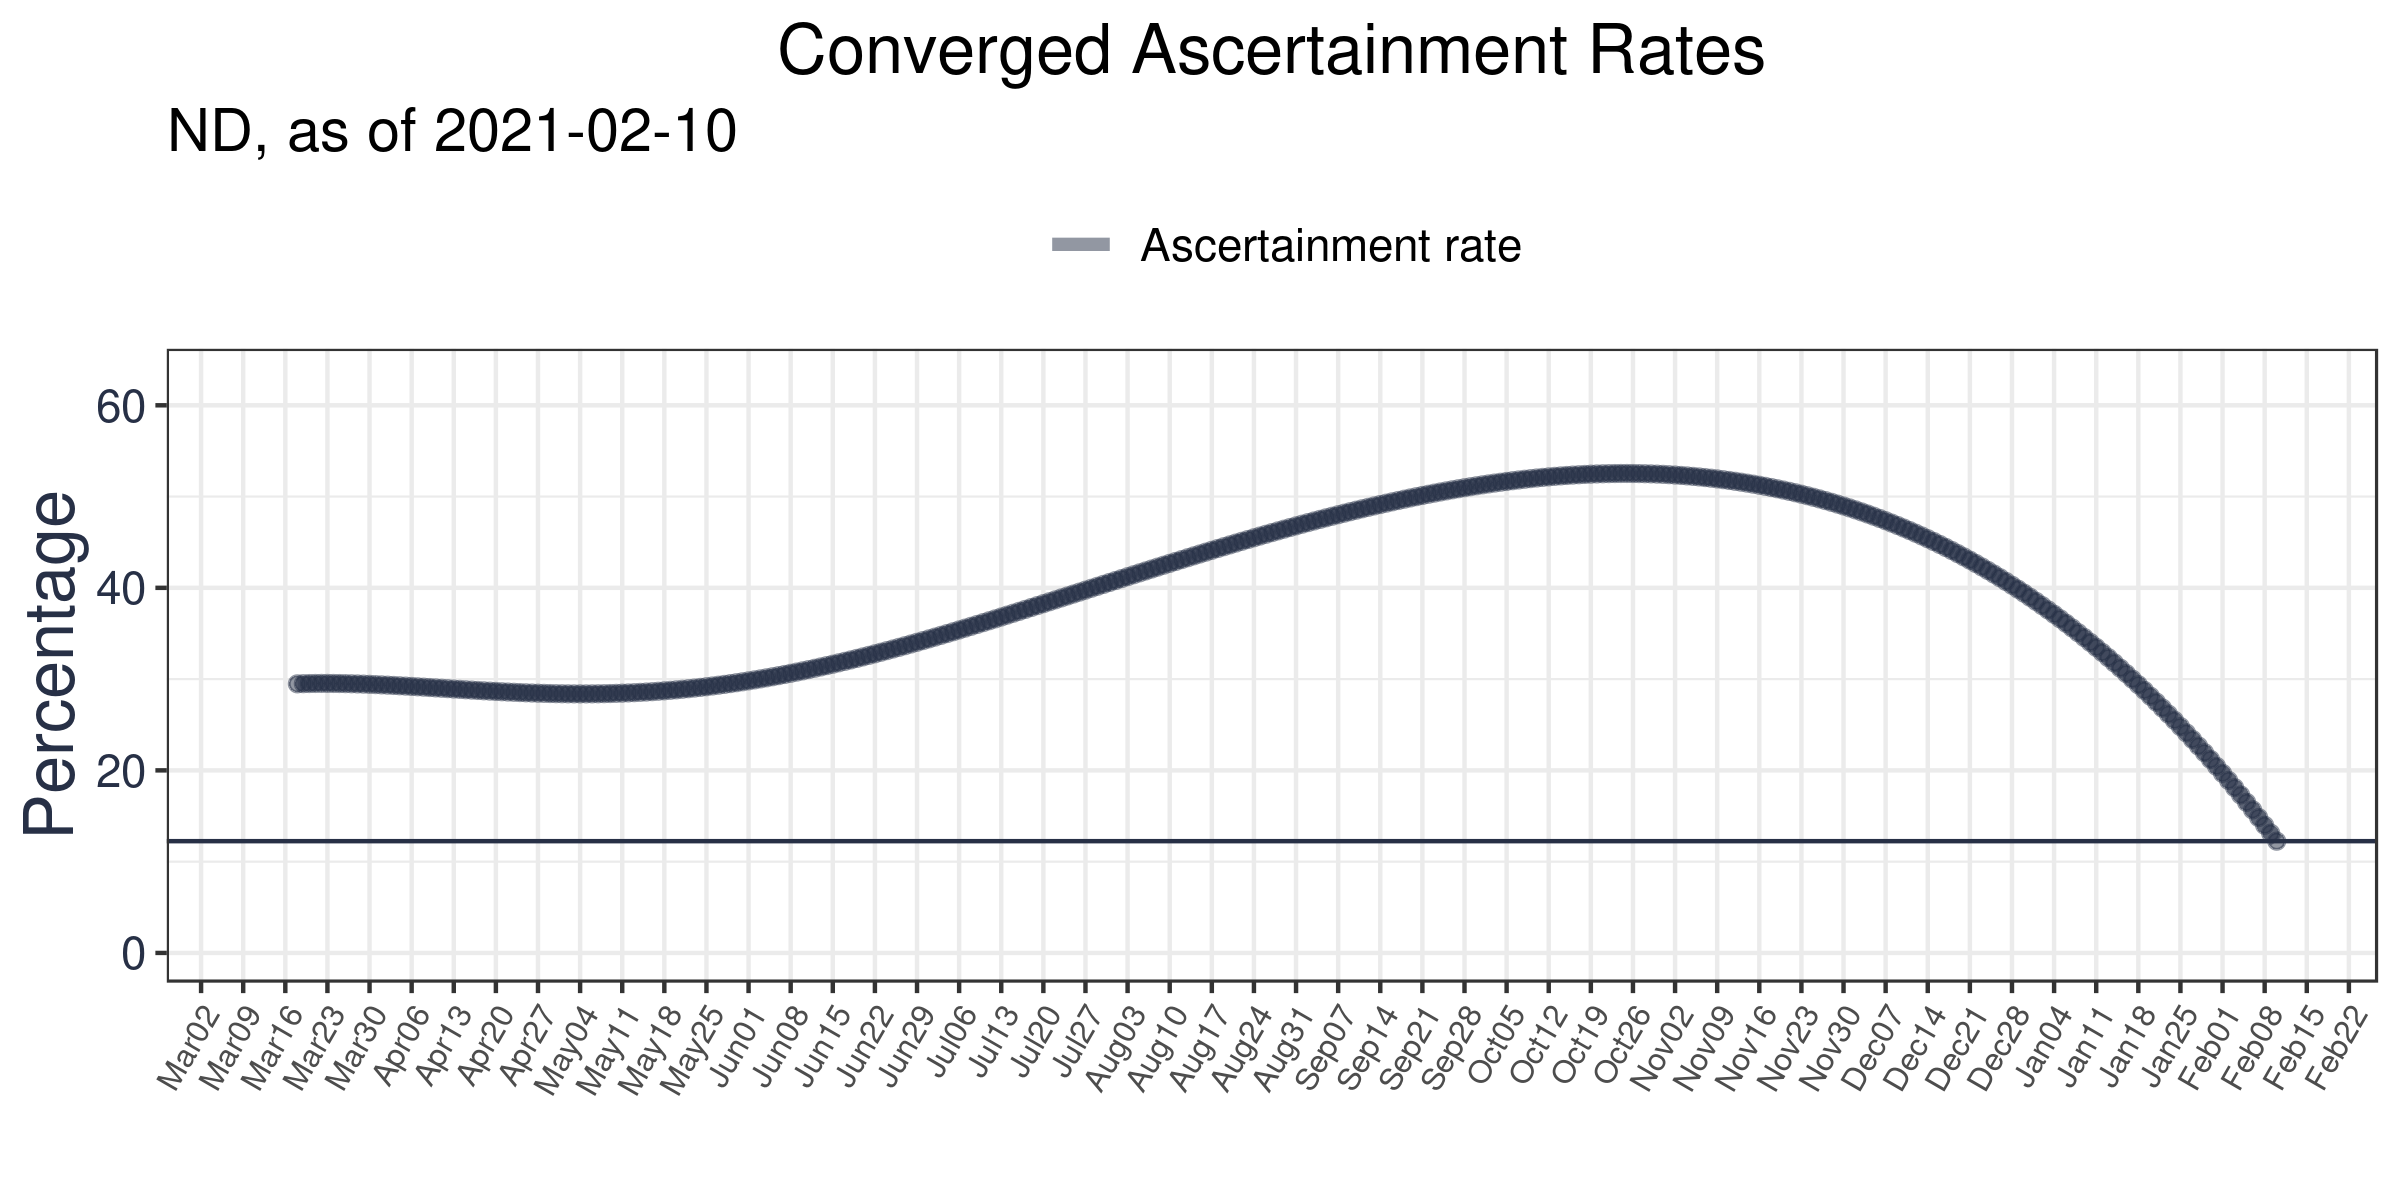 Converged Ascertainment Rates
ND, as of 2021-02-10
Ascertainment rate
Percentage
60
40
20
0
Mar02
Mar09
Mar16
Mar23
Mar30
Apr06
Apr13
Apr20
Apr27
May04
May11
May18
May25
Jun01
Jun08
Jun15
Jun22
Jun29
Jul06
Jul13
Jul20
Jul27
Aug03
Aug10
Aug17
Aug24
Aug31
Sep07
Sep14
Sep21
Sep28
Oct05
Oct12
Oct19
Oct26
Nov02
Nov09
Nov16
Nov23
Nov30
Dec07
Dec14
Dec21
Dec28
Jan04
Jan11
Jan18
Jan25
Feb01
Feb08
Feb15
Feb22